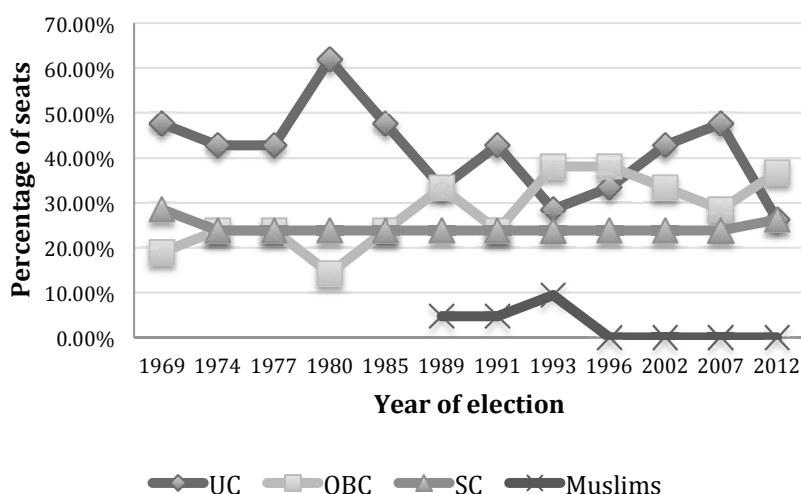 70.00%
60.00%
50.00%
40.00%
30.00%
20.00%
10.00%
0.00%
Percentage of seats
1969 1974 1977 1980 1985 1989 1991 1993 1996 2002 2007 2012
Year of election
UC OBC SC Muslims